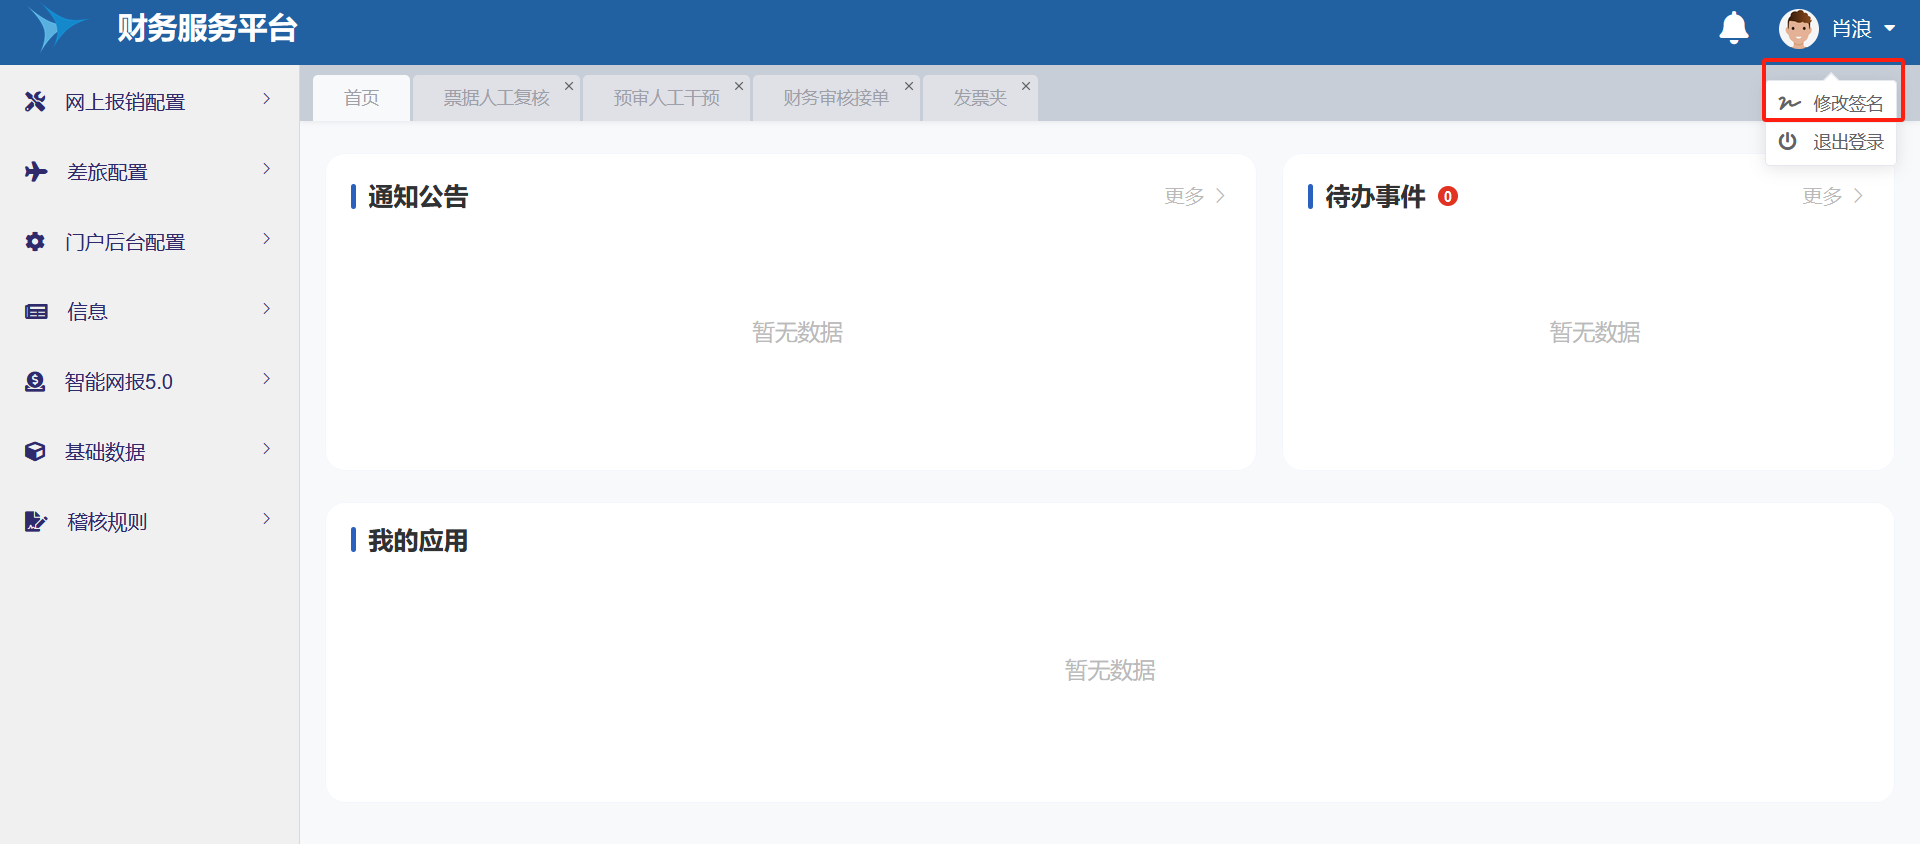 财务服务平台
肖浪
网上报销配置
差旅配置
门户后台配置
信息
智能网报5.0
基础数据
稽核规则
首页
票据人工复核
预审人工干预
财务审核接单
发票夹
修改签名
退出登录
通知公告
更多
暂无数据
待办事件 0
更多
暂无数据
我的应用
暂无数据